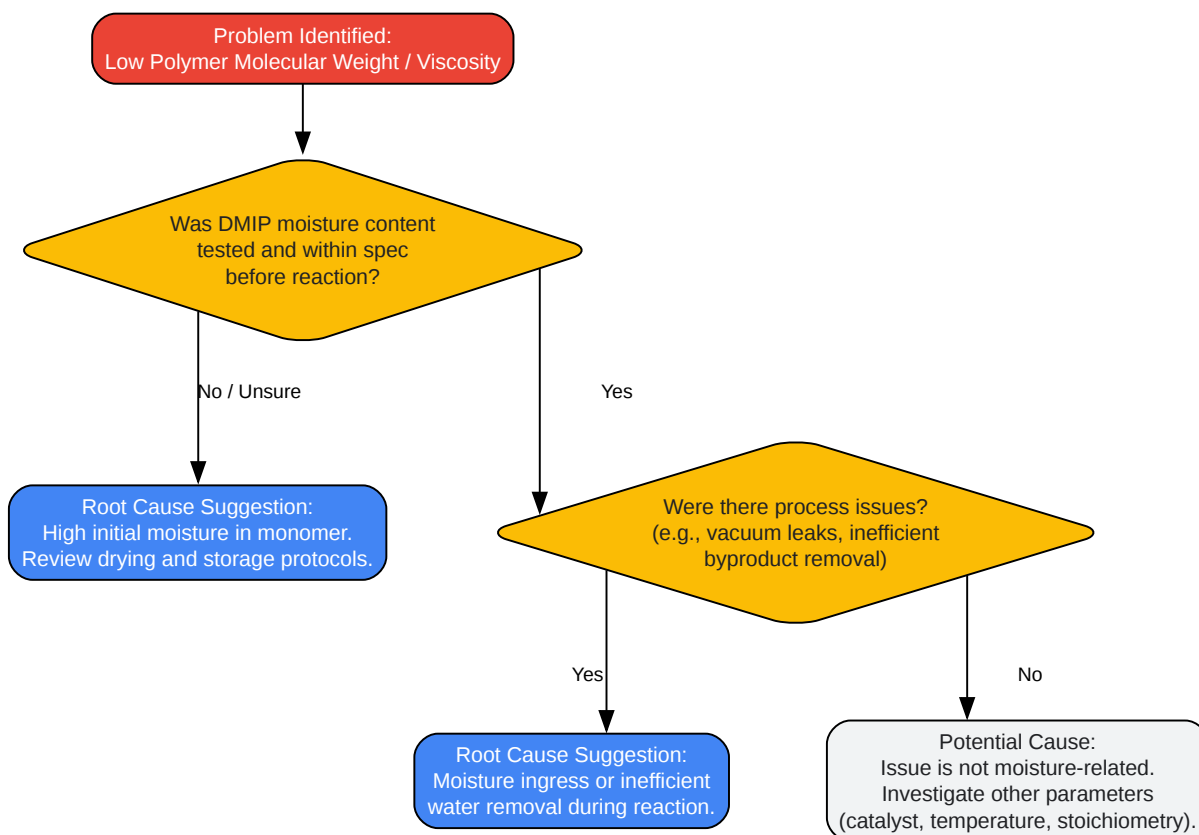 Problem Identified:
Low Polymer Molecular Weight / Viscosity
Was DMIP moisture content
tested and within spec
before reaction?
No / Unsure
Yes
Root Cause Suggestion:
High initial moisture in monomer.
Review drying and storage protocols.
Were there process issues?
(e.g., vacuum leaks, inefficient
byproduct removal)
Yes
No
Root Cause Suggestion:
Moisture ingress or inefficient
water removal during reaction.
Potential Cause:
Issue is not moisture-related.
Investigate other parameters
(catalyst, temperature, stoichiometry).